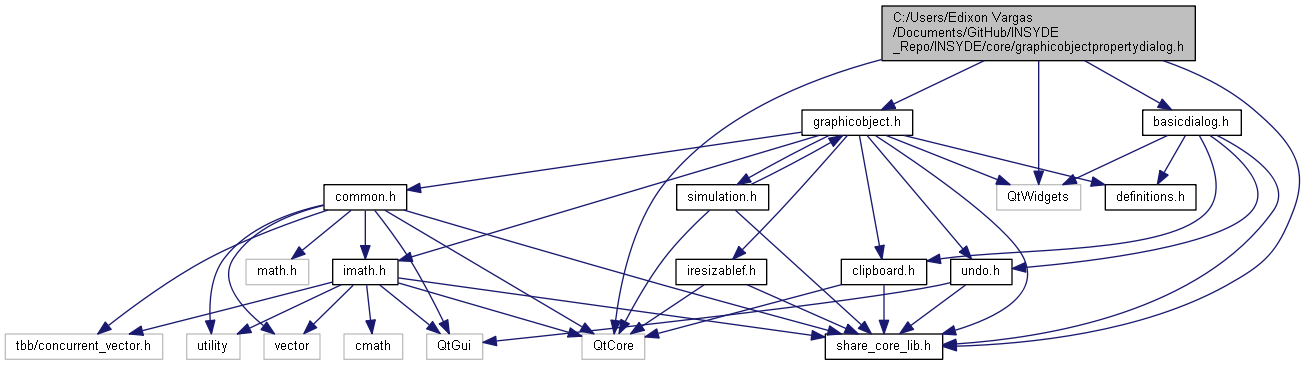 C:/Users/Edixon Vargas
/Documents/GitHub/INSYDE
_Repo/INSYDE/core/graphicobjectpropertydialog.h
graphicobject.h
basicdialog.h
common.h
simulation.h
QtWidgets
definitions.h
math.h
imath.h
iresizablef.h
clipboard.h
undo.h
tbb/concurrent_vector.h
utility
vector
cmath
QtGui
QtCore
share_core_lib.h